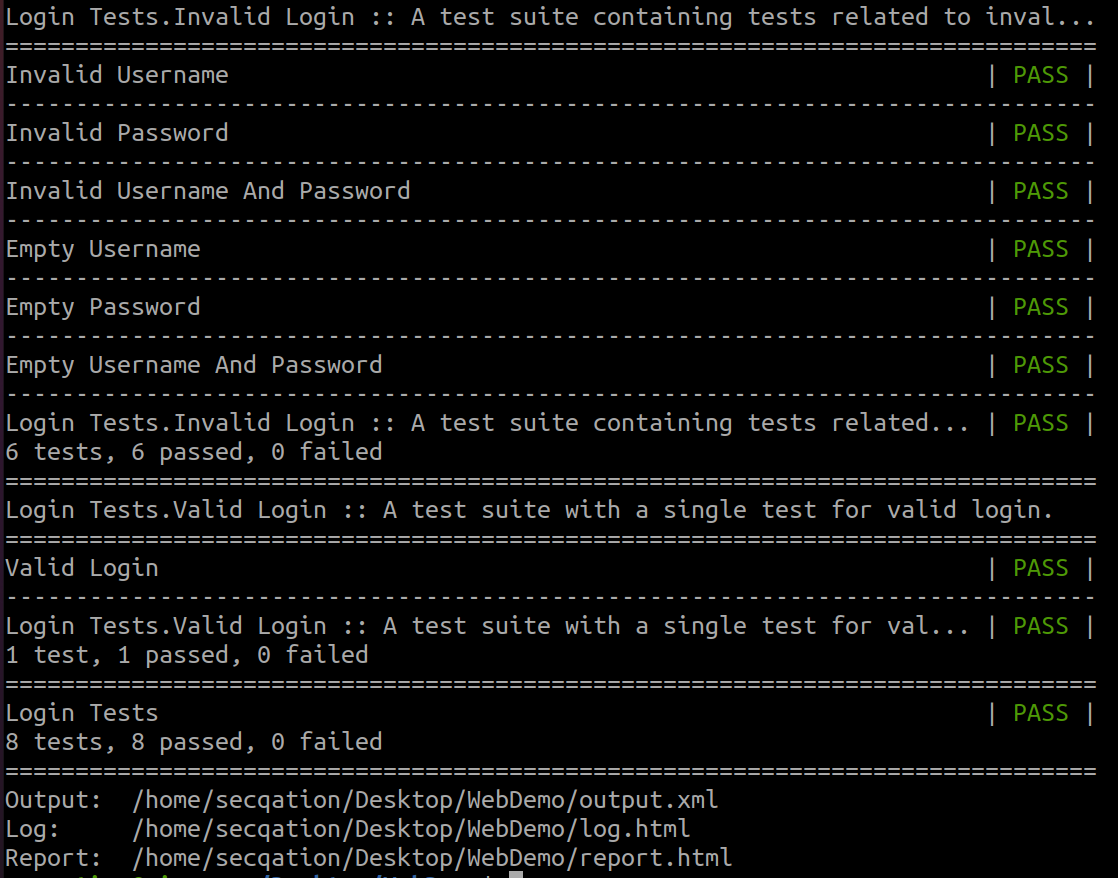 Login Tests.Invalid Login :: A test suite containing tests related to inval...
==============================================================================
Invalid Username                                                      | PASS |
------------------------------------------------------------------------------
Invalid Password                                                      | PASS |
------------------------------------------------------------------------------
Invalid Username And Password                                         | PASS |
------------------------------------------------------------------------------
Empty Username                                                        | PASS |
------------------------------------------------------------------------------
Empty Password                                                        | PASS |
------------------------------------------------------------------------------
Empty Username And Password                                           | PASS |
------------------------------------------------------------------------------
Login Tests.Invalid Login :: A test suite containing tests related... | PASS |
6 tests, 6 passed, 0 failed
==============================================================================
Login Tests.Valid Login :: A test suite with a single test for valid login.
==============================================================================
Valid Login                                                           | PASS |
------------------------------------------------------------------------------
Login Tests.Valid Login :: A test suite with a single test for val... | PASS |
1 test, 1 passed, 0 failed
==============================================================================
Login Tests                                                           | PASS |
8 tests, 8 passed, 0 failed
==============================================================================
Output:  /home/secqation/Desktop/WebDemo/output.xml
Log:     /home/secqation/Desktop/WebDemo/log.html
Report:  /home/secqation/Desktop/WebDemo/report.html